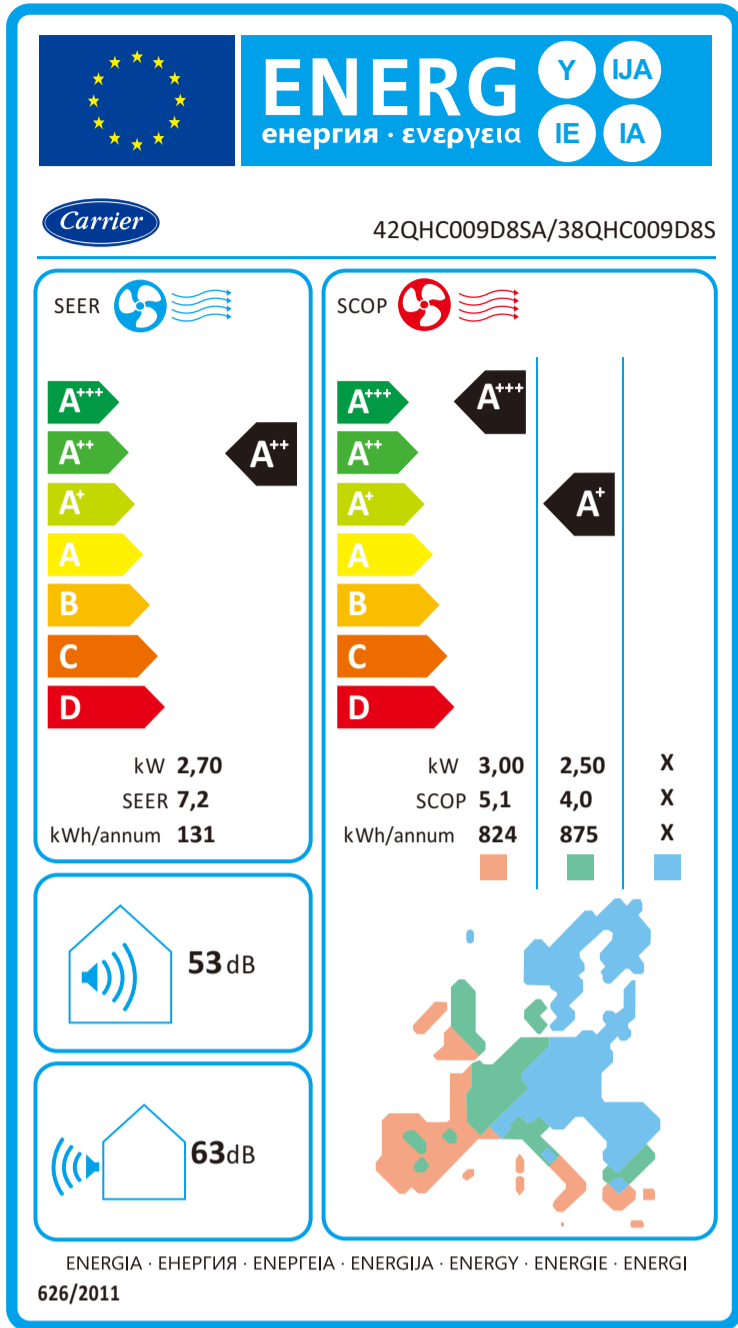 ENERG
енергия · ενεργεια
Y IJA
IE IA
Carrier
42QHC009D8SA/38QHC009D8S
SEER
A+++
A++
A++
A+
A
B
C
D
kW 2,70
SEER 7,2
kWh/annum 131
SCOP
A+++ A+++
A++
A+ A+
A
B
C
D
kW 3,00 2,50 X
SCOP 5,1 4,0 X
kWh/annum 824 875 X
53 dB
63dB
ENERGIA · ЕНЕРГИЯ · ΕΝΕΡΓΕΙΑ · ENERGIJA · ENERGY · ENERGIE · ENERGI
626/2011